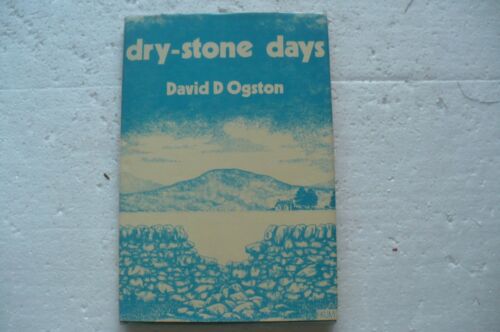 dry-stone days
David D Ogston